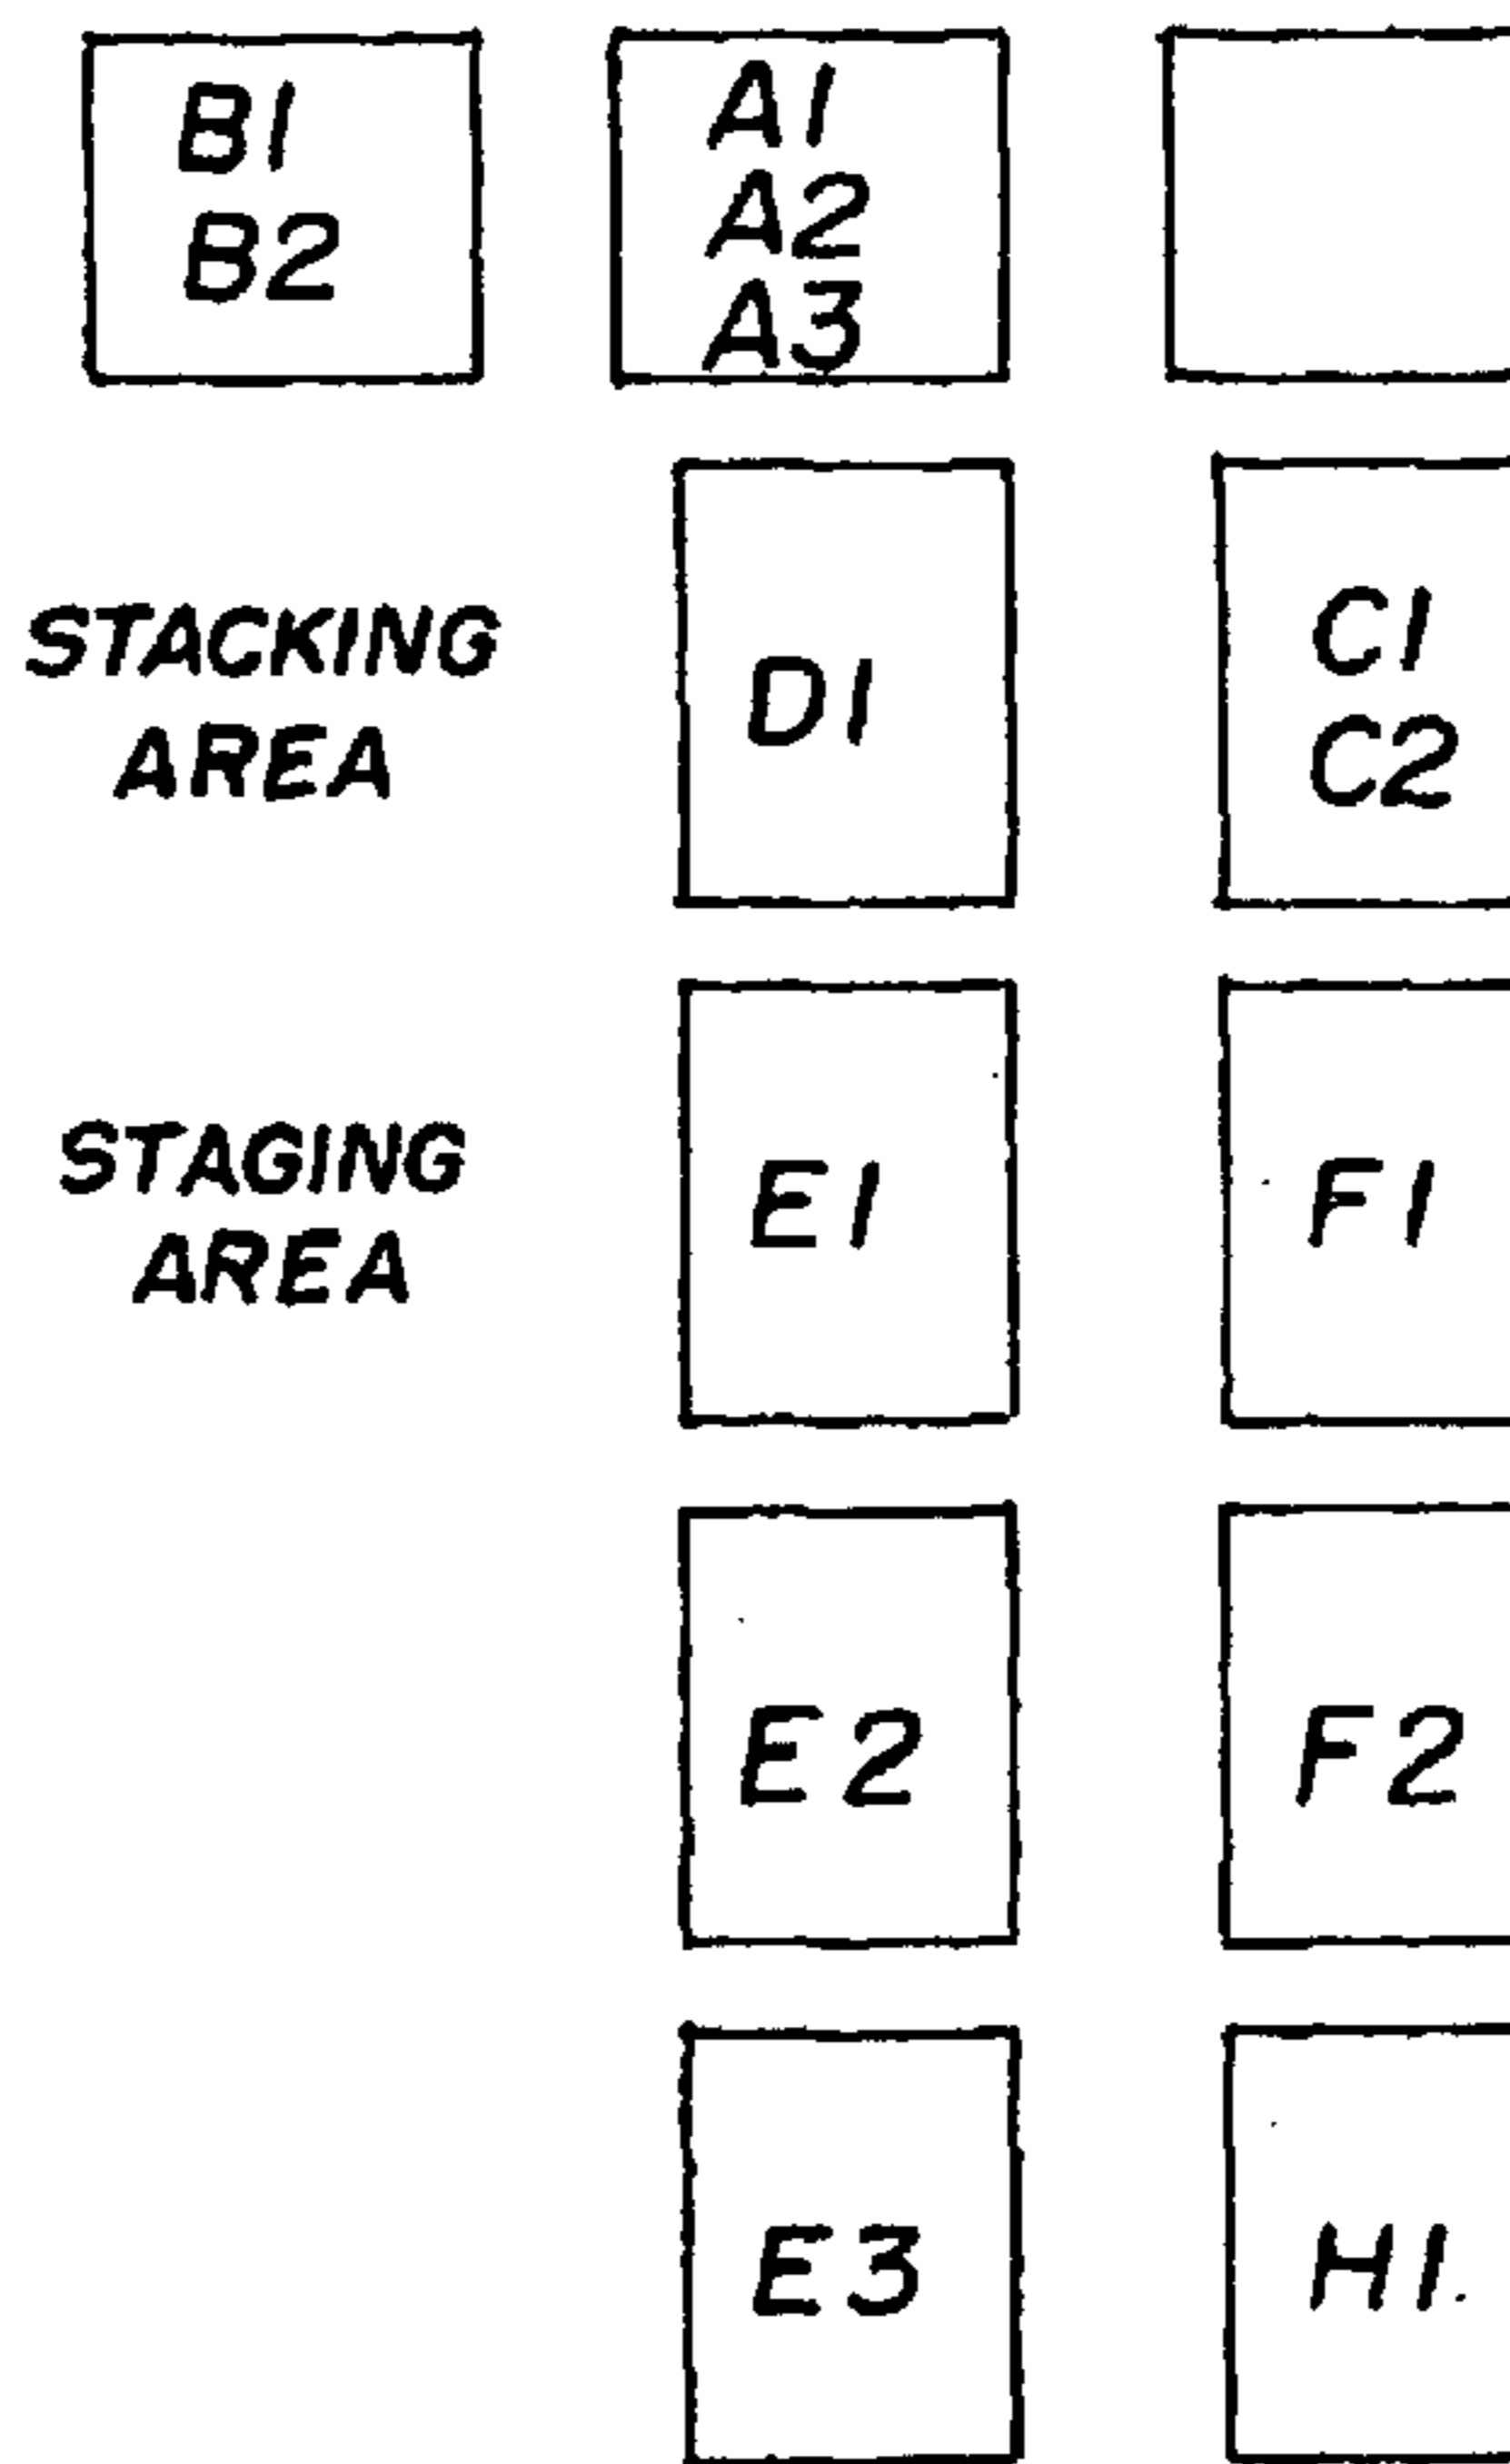 B1
B2
A1
A2
A3
STACKING
AREA
D1
C1
C2
STAGING
AREA
E1
F1
E2
F2
E3
H1.